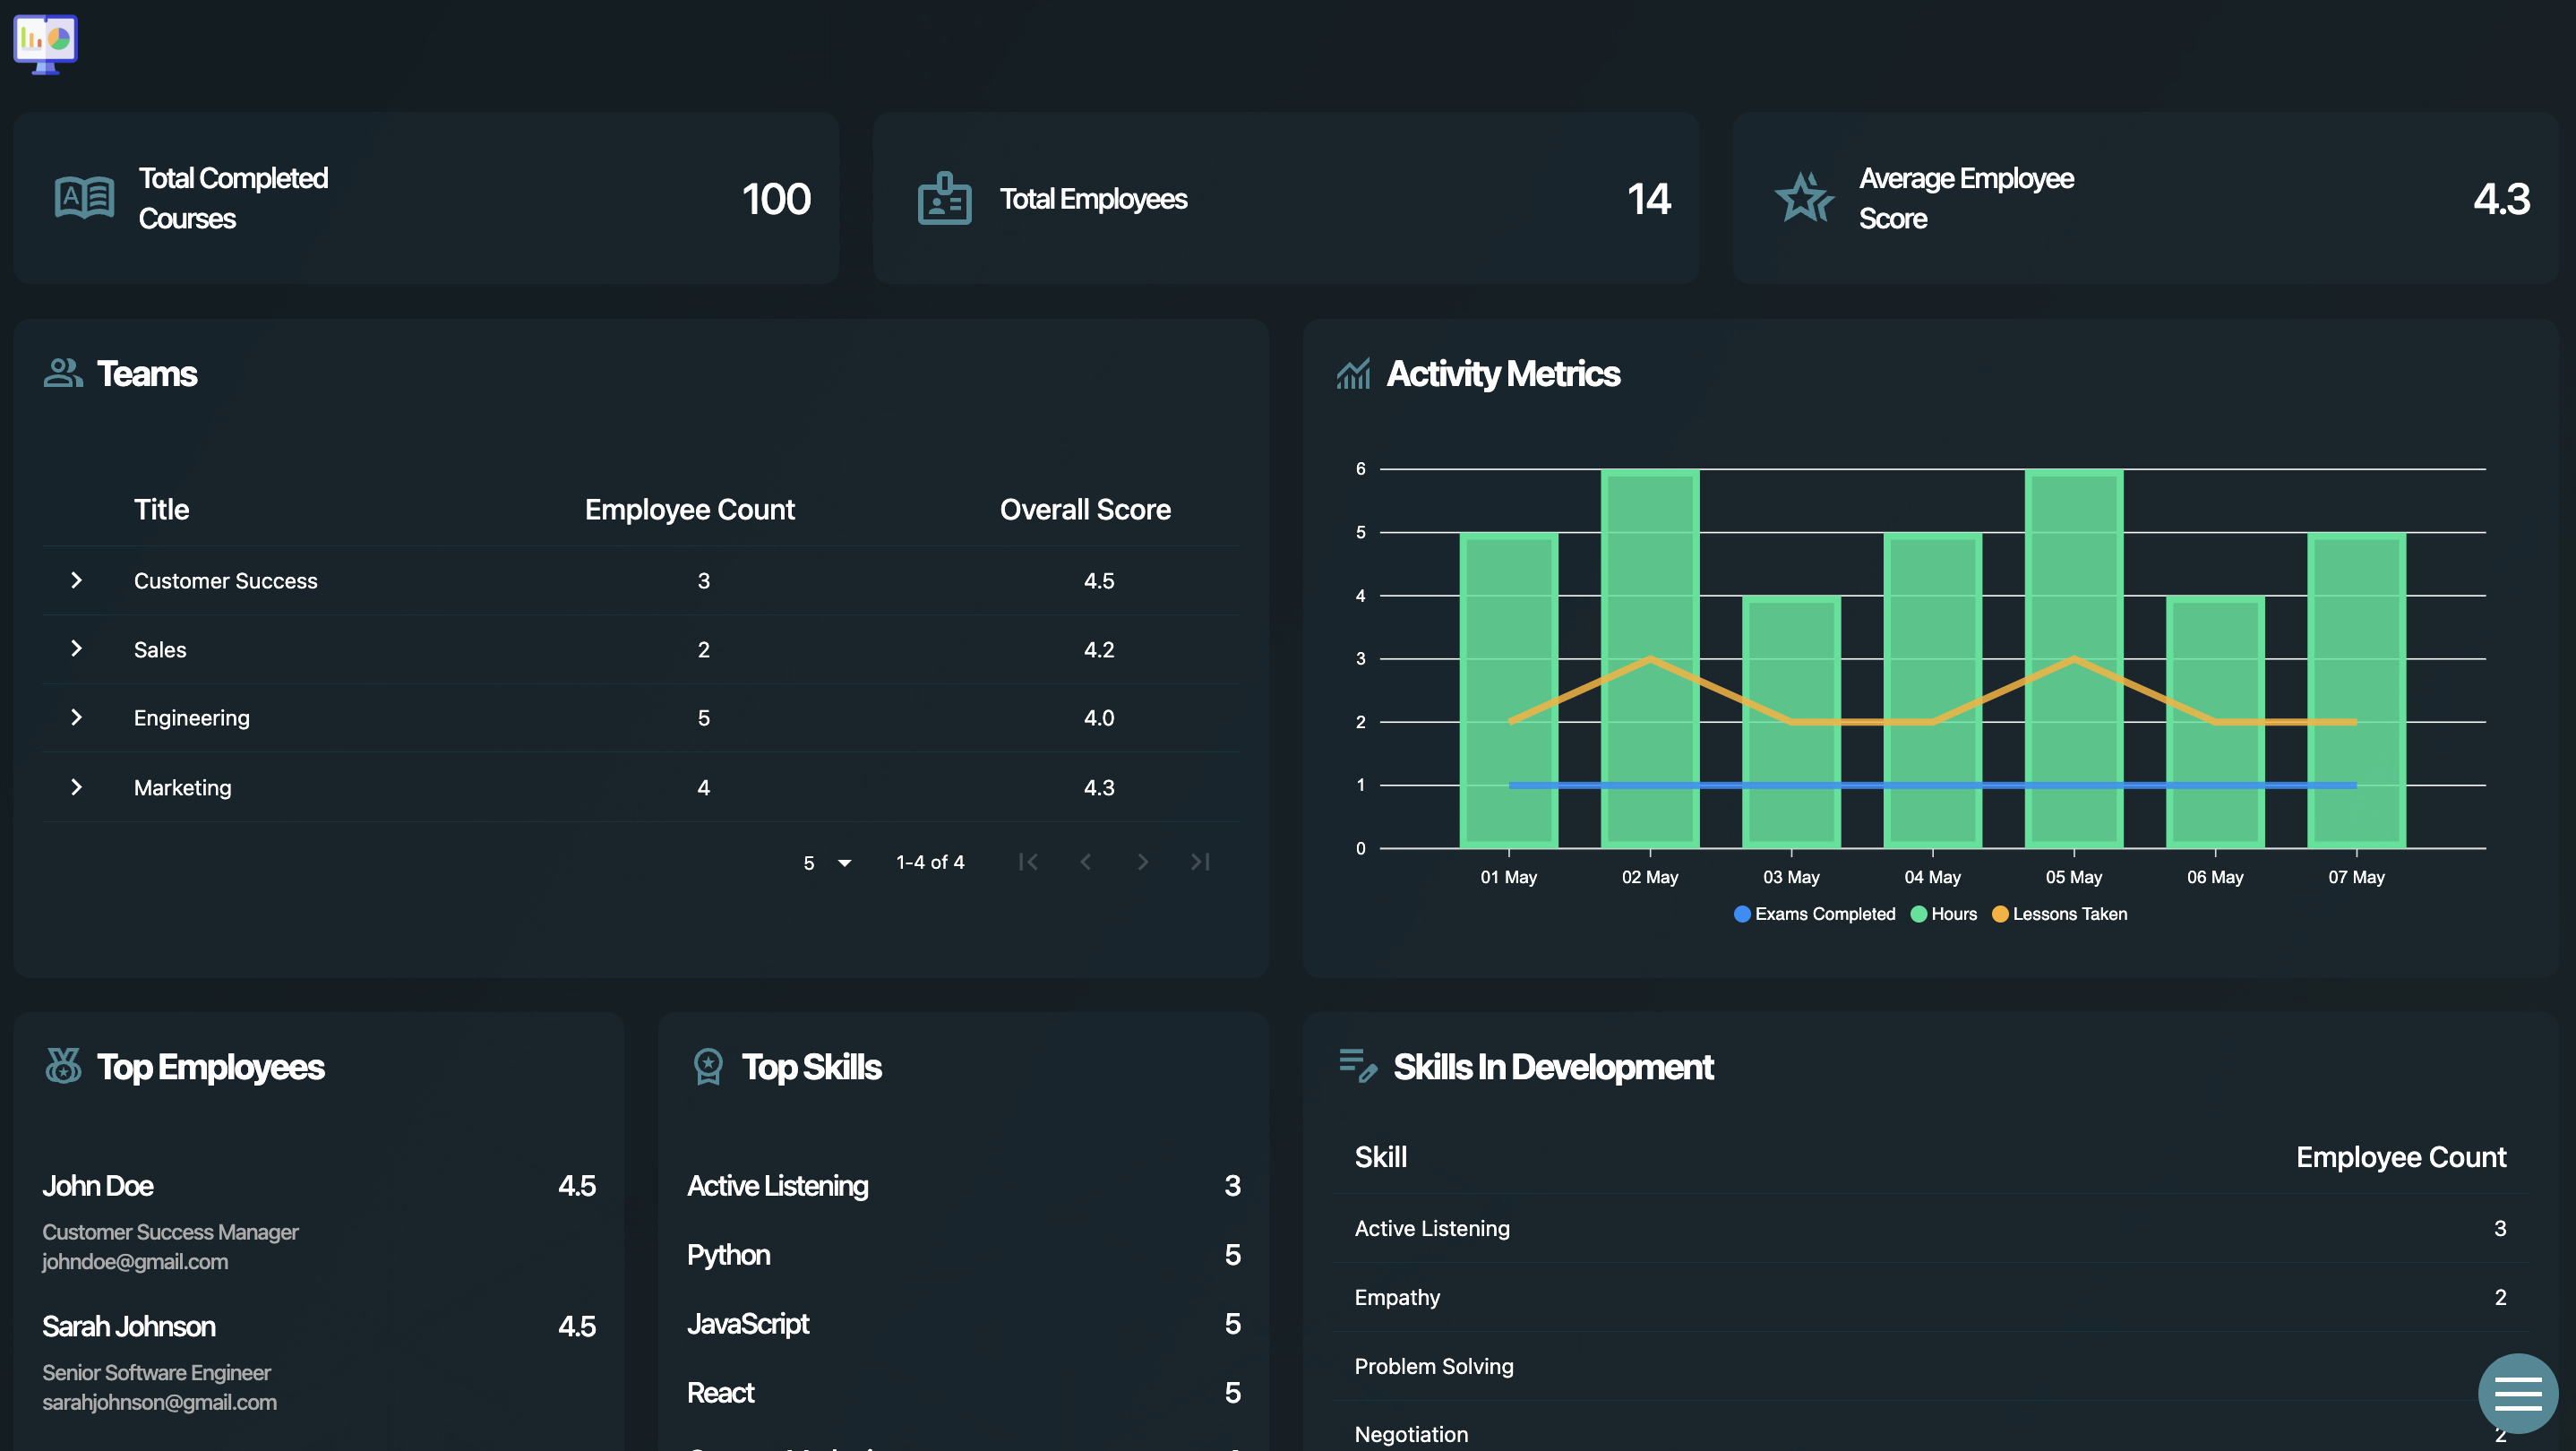 Total Completed
Courses
100
Total Employees
14
Average Employee
Score
4.3
Teams
Title Employee Count Overall Score
Customer Success 3 4.5
Sales 2 4.2
Engineering 5 4.0
Marketing 4 4.3
5 1-4 of 4
Activity Metrics
6
5
4
3
2
1
0
01 May 02 May 03 May 04 May 05 May 06 May 07 May
Exams Completed Hours Lessons Taken
Top Employees
John Doe 4.5
Customer Success Manager
johndoe@gmail.com
Sarah Johnson 4.5
Senior Software Engineer
sarahjohnson@gmail.com
Top Skills
A
Active Listening 3
Python 5
JavaScript 5
React 5
Skills In Development
Skill Employee Count
Active Listening 3
Empathy 2
Problem Solving
Negotiation 2